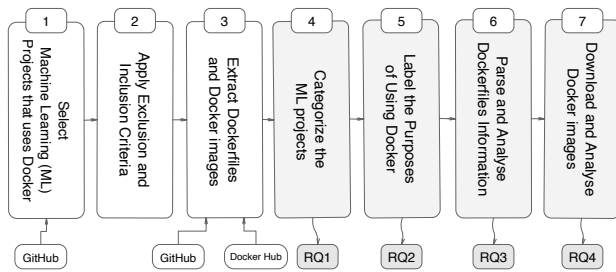 1
Select
Machine Learning (ML)
Projects that uses Docker
2
Apply Exclusion and
Inclusion Criteria
3
Extract Dockerfiles
and Docker images
4
Categorize the
ML projects
5
Label the Purposes
of Using Docker
6
Parse and Analyse
Dockerfiles Information
7
Download and Analyse
Docker images
GitHub
GitHub
Docker Hub
RQ1
RQ2
RQ3
RQ4